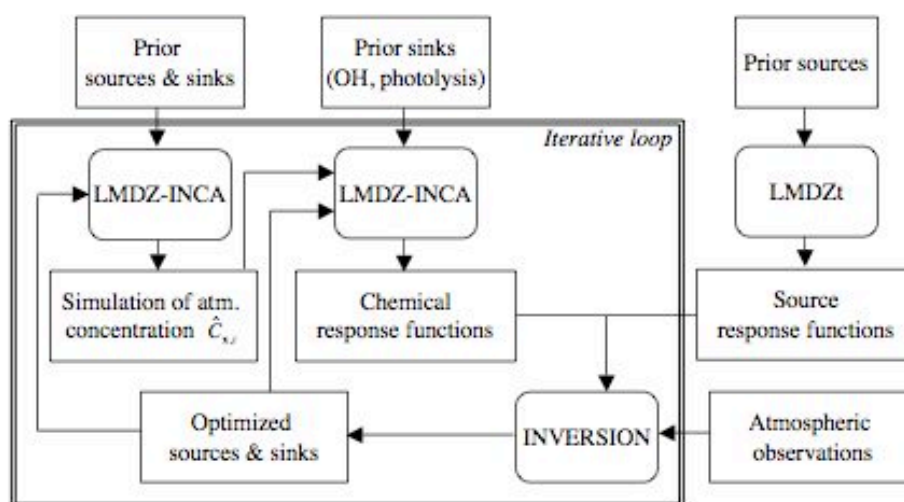 Prior
sources & sinks
Prior sinks
(OH, photolysis)
Prior sources
Iterative loop
LMDZ-INCA
LMDZ-INCA
LMDZt
Simulation of atm.
concentration Ĉ
Chemical
response functions
Source
response functions
Optimized
sources & sinks
INVERSION
Atmospheric
observations